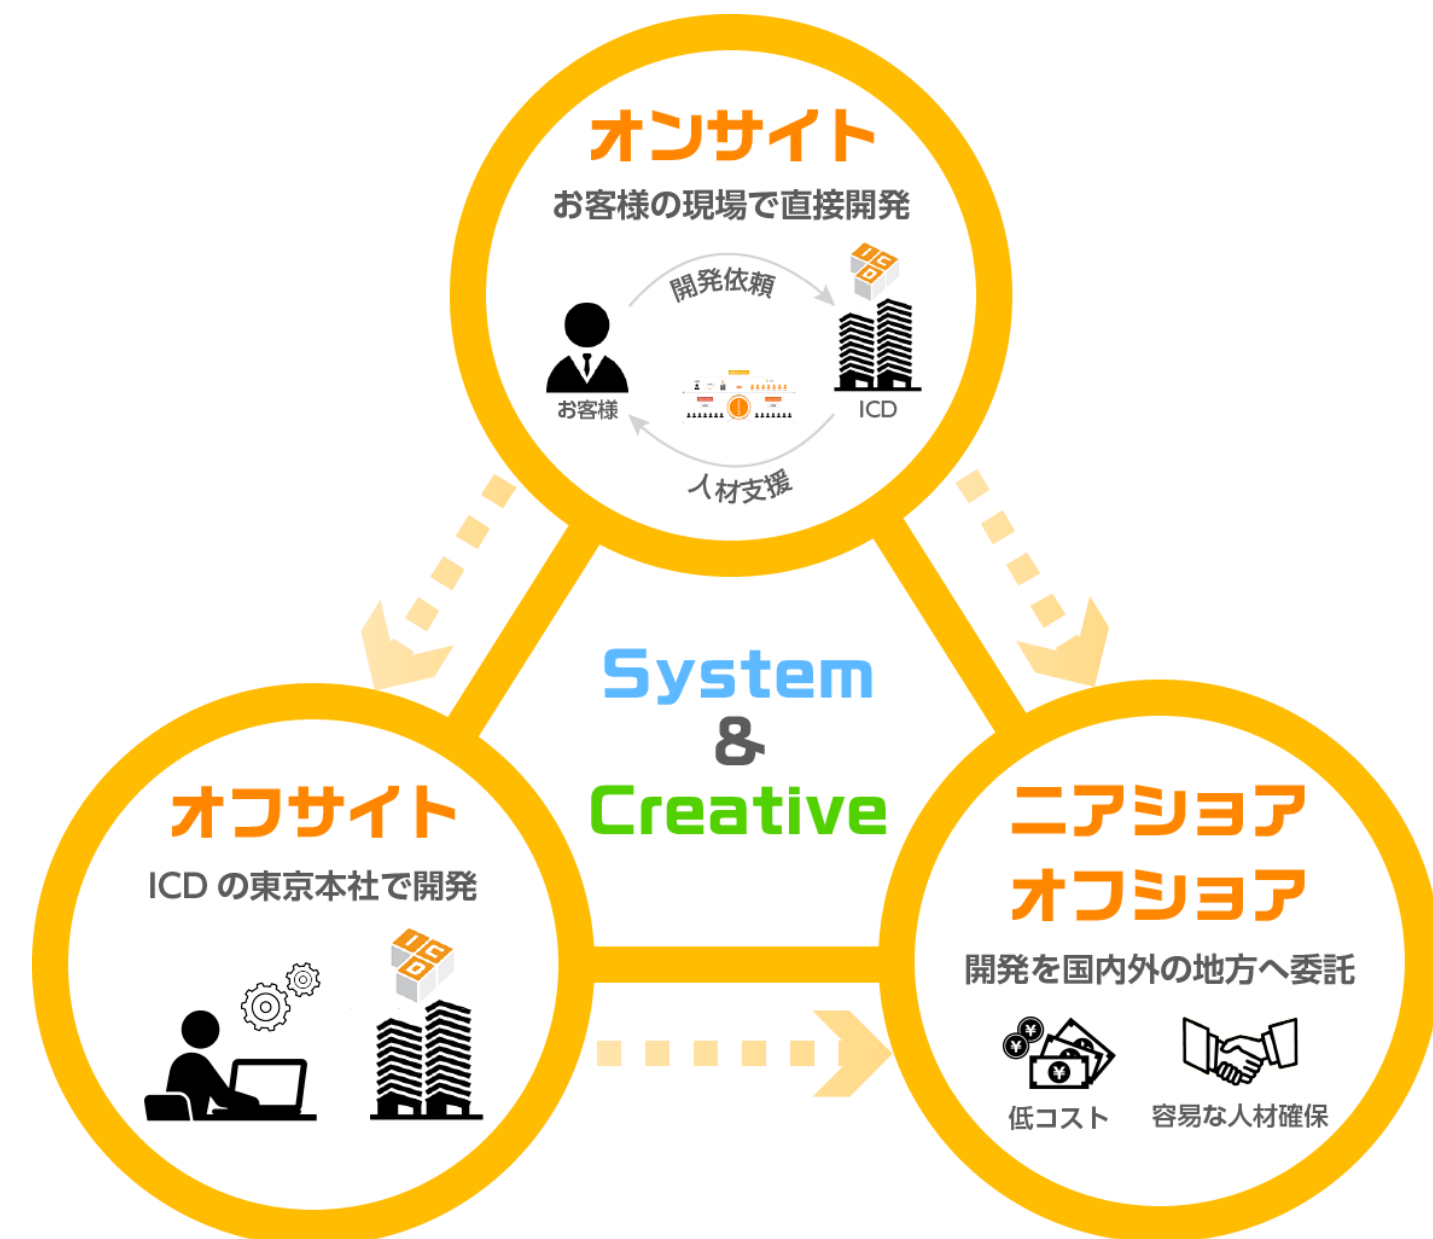 オンサイト
お客様の現場で直接開発
開発依頼
ICD
お客様
ICD
人材支援
System
&
Creative
オフサイト
ICD の東京本社で開発
ICD
ニアショア
オフショア
開発を国内外の地方へ委託
低コスト
容易な人材確保